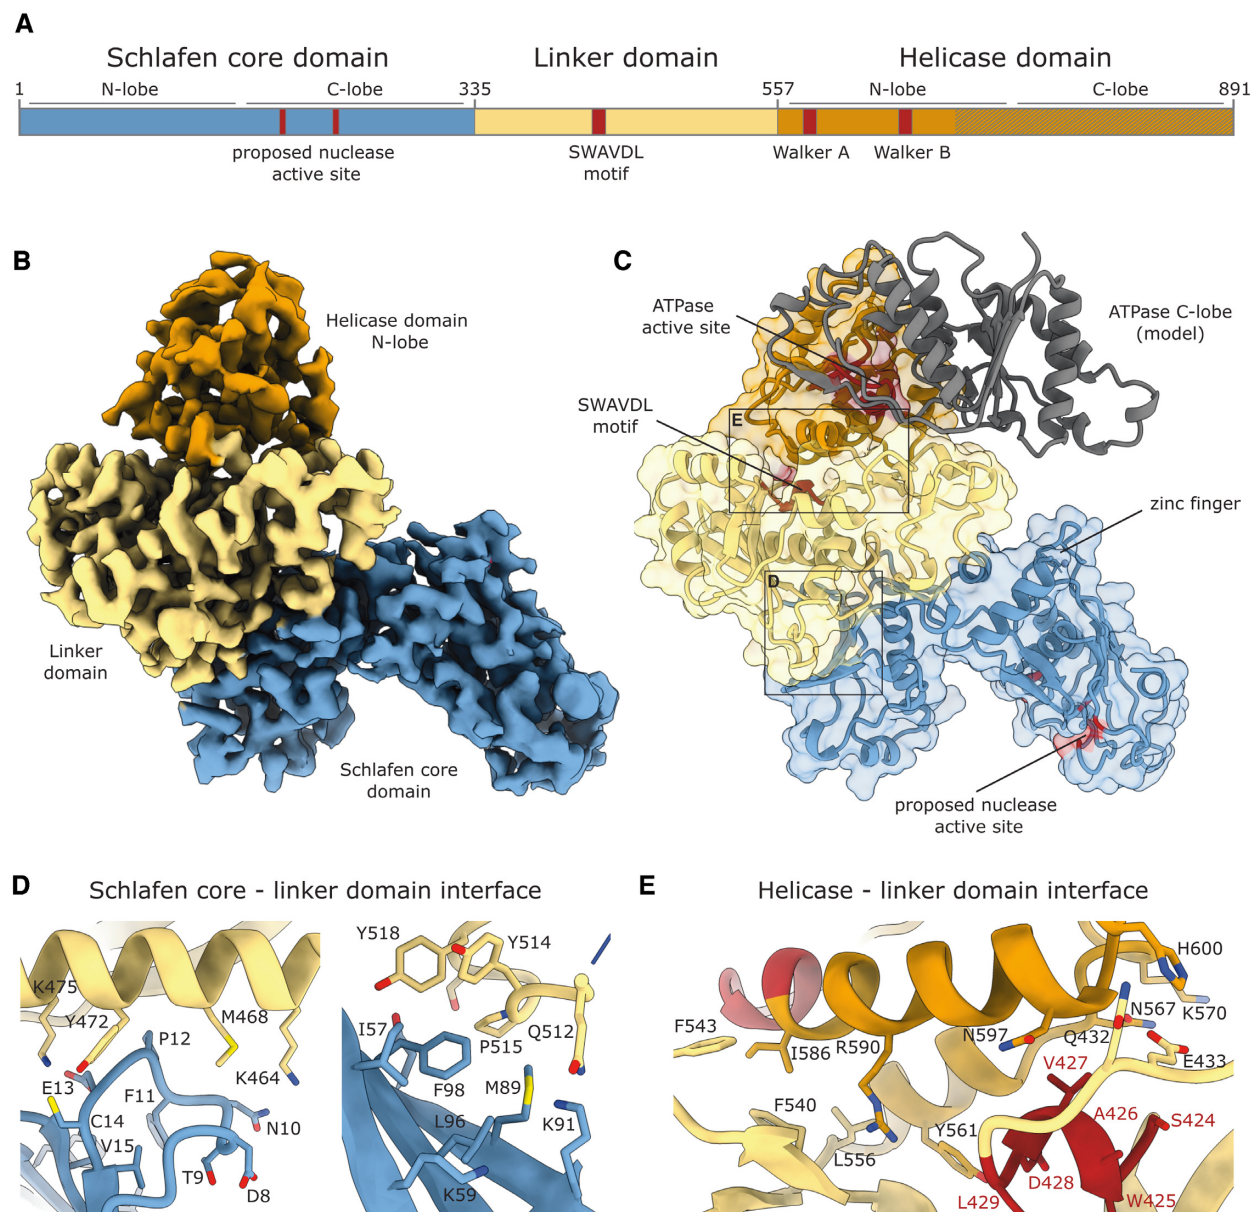 A
Schlafen core domain
Linker domain
Helicase domain
1
N-lobe
C-lobe
335
557
N-lobe
C-lobe
891
proposed nuclease
active site
SWAVDL
motif
Walker A
Walker B
B
Helicase domain
N-lobe
Linker
domain
Schlafen core
domain
C
ATPase
active site
ATPase C-lobe
(model)
SWAVDL
motif
E
zinc finger
D
proposed nuclease
active site
D
Schlafen core - linker domain interface
K475
Y472
M468
P12
K464
E13
F11
C14
N10
V15
T9
D8
Y518
Y514
I57
Q512
P515
F98
M89
L96
K91
K59
E
Helicase - linker domain interface
H600
N567
K570
F543
N597
Q432
I586
R590
E433
V427
F540
A426
S424
Y561
L556
D428
L429
W425